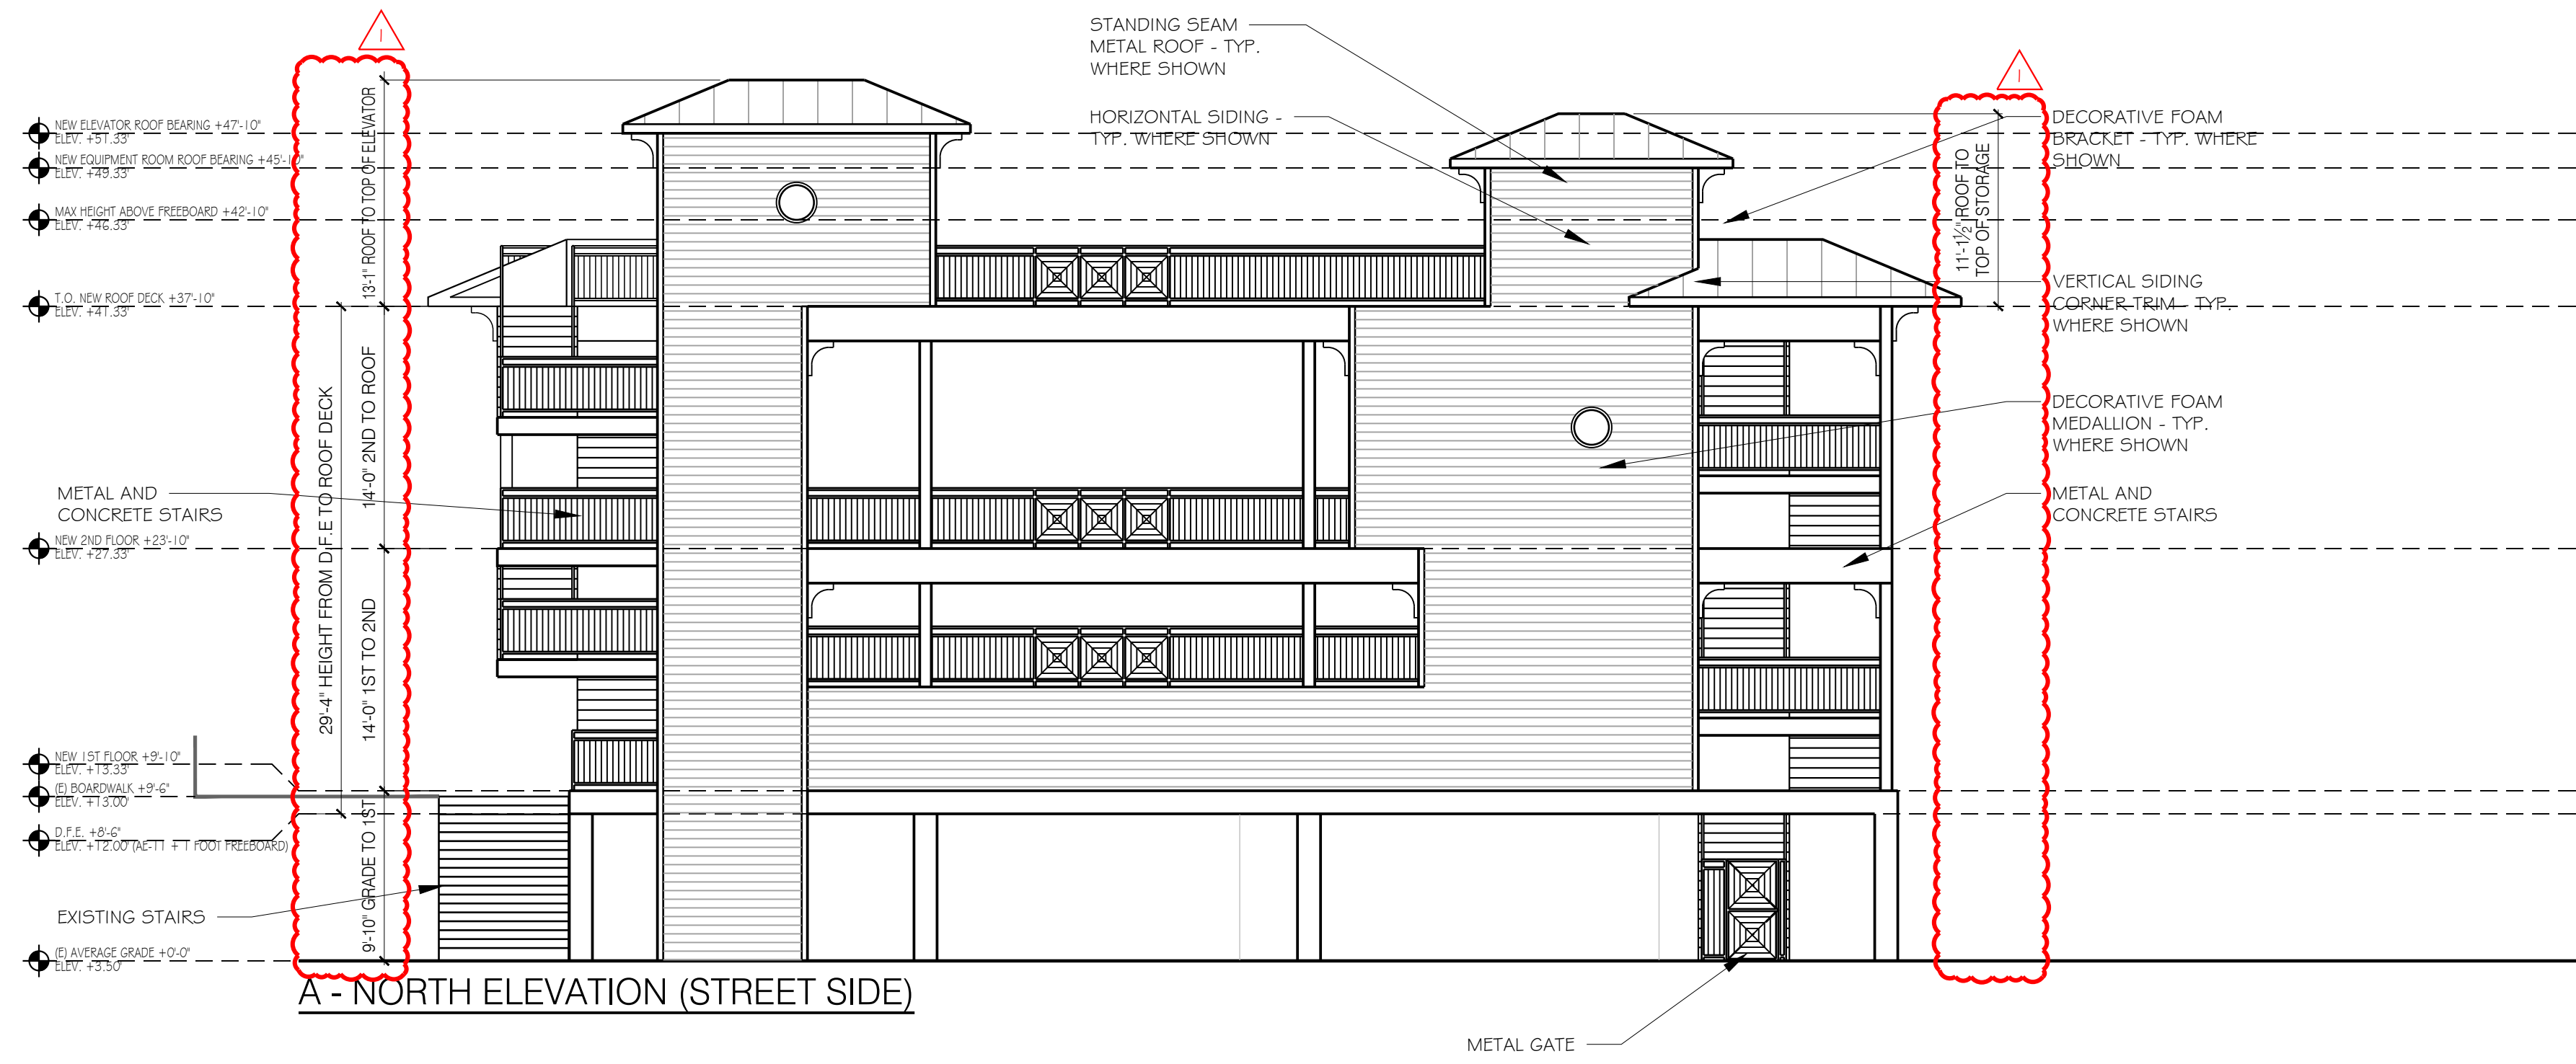 1
STANDING SEAM
METAL ROOF - TYP.
WHERE SHOWN
1
HORIZONTAL SIDING -
TYP. WHERE SHOWN
DECORATIVE FOAM
BRACKET - TYP. WHERE
SHOWN
NEW ELEVATOR ROOF BEARING +47'-10"
ELEV. +51.33'
NEW EQUIPMENT ROOM ROOF BEARING +45'-10"
ELEV. +49.33'
MAX HEIGHT ABOVE FREEBOARD +42'-10"
ELEV. +46.33'
T.O. NEW ROOF DECK +37'-10"
ELEV. +41.33'
13'-1" ROOF TO TOP OF ELEVATOR
11'-1½" ROOF TO
TOP OF STORAGE
VERTICAL SIDING
CORNER TRIM - TYP.
WHERE SHOWN
29'-4" HEIGHT FROM D.F.E TO ROOF DECK
14'-0" 2ND TO ROOF
DECORATIVE FOAM
MEDALLION - TYP.
WHERE SHOWN
METAL AND
CONCRETE STAIRS
METAL AND
CONCRETE STAIRS
NEW 2ND FLOOR +23'-10"
ELEV. +27.33'
14'-0" 1ST TO 2ND
NEW 1ST FLOOR +9'-10"
ELEV. +13.33'
(E) BOARDWALK +9'-6"
ELEV. +13.00'
D.F.E. +8'-6"
ELEV. +12.00' (AE-11 + 1 FOOT FREEBOARD)
9'-10" GRADE TO 1ST
EXISTING STAIRS
(E) AVERAGE GRADE +0'-0"
ELEV. +3.50'
A - NORTH ELEVATION (STREET SIDE)
METAL GATE